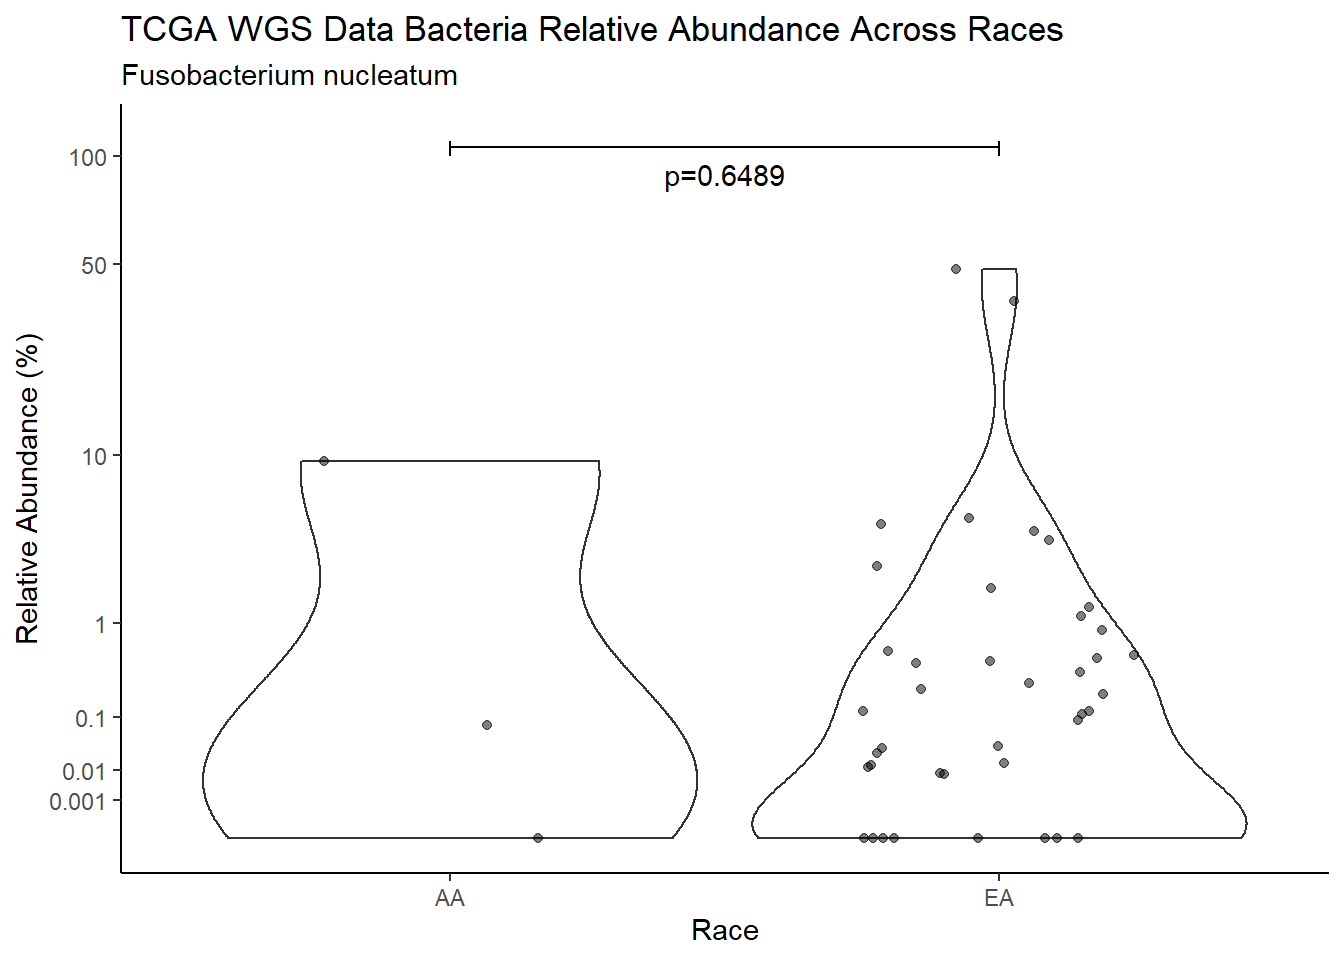 TCGA WGS Data Bacteria Relative Abundance Across Races
Fusobacterium nucleatum
p=0.6489
Relative Abundance (%)
100
50
10
1
0.1
0.01
0.001
AA
EA
Race